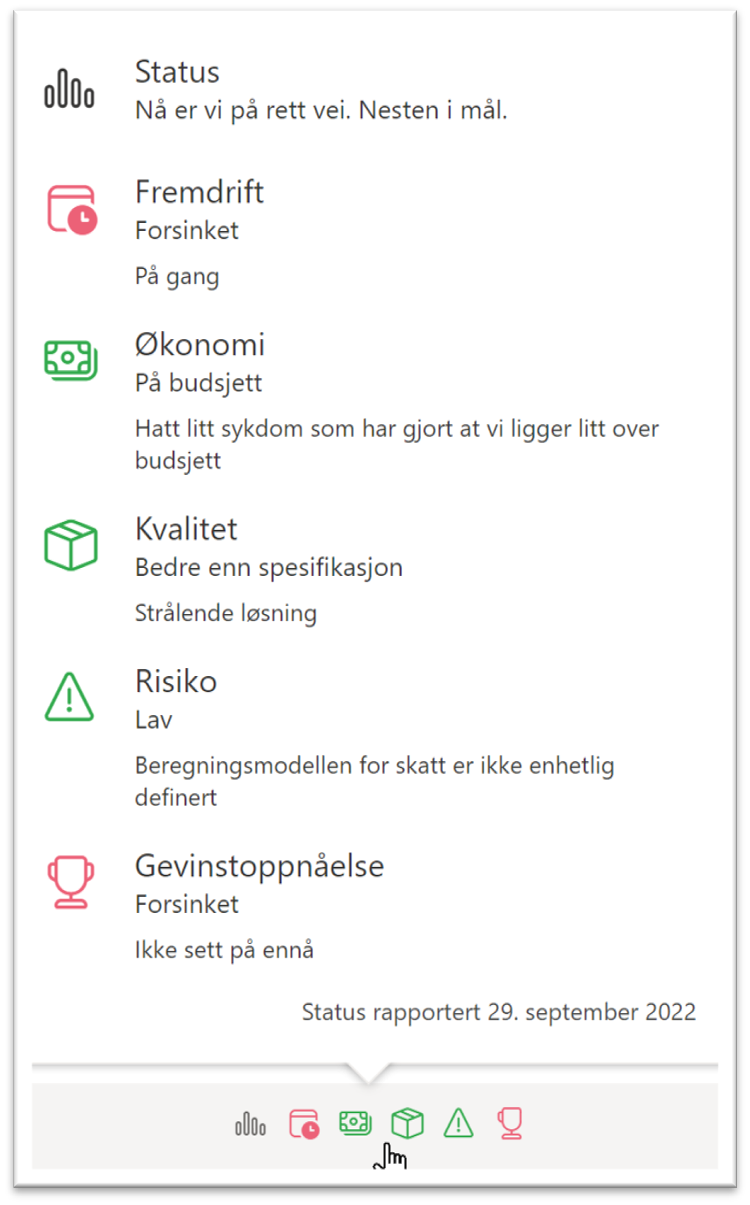 Status
Nå er vi på rett vei. Nesten i mål.
Fremdrift
Forsinket
På gang
Økonomi
På budsjett
Hatt litt sykdom som har gjort at vi ligger litt over
budsjett
Kvalitet
Bedre enn spesifikasjon
Strålende løsning
Risiko
Lav
Beregningsmodellen for skatt er ikke enhetlig
definert
Gevinstoppnåelse
Forsinket
Ikke sett på ennå
Status rapportert 29. september 2022